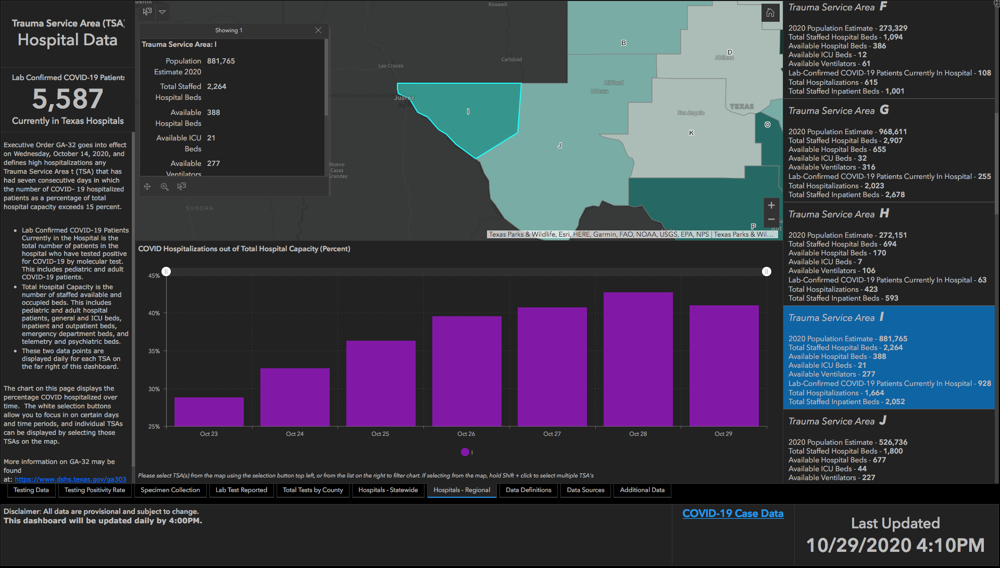 Trauma Service Area (TSA)
Hospital Data
Lab Confirmed COVID-19 Patients
5,587
Currently in Texas Hospitals
Executive Order GA-32 goes into effect
on Wednesday, October 14, 2020, and
defines high hospitalizations any
Trauma Service Area t (TSA) that has
had seven consecutive days in which
the number of COVID- 19 hospitalized
patients as a percentage of total
hospital capacity exceeds 15 percent.
• Lab Confirmed COVID-19 Patients
Currently in the Hospital is the
total number of patients in the
hospital who have tested positive
for COVID-19 by molecular test.
This includes pediatric and adult
COVID-19 patients.
• Total Hospital Capacity is the
number of staffed available and
occupied beds. This includes
pediatric and adult hospital
patients, general and ICU beds,
inpatient and outpatient beds,
emergency department beds, and
telemetry and psychiatric beds.
• These two data points are
displayed daily for each TSA on
the far right of this dashboard.
The chart on this page displays the
percentage COVID hospitalized over
time. The white selection buttons
allow you to focus in on certain days
and time periods, and individual TSAs
can be displayed by selecting those
TSAs on the map.
More information on GA-32 may be
found
at: https://www.dshs.texas.gov/ga303
Showing 1
Trauma Service Area: I
Population Estimate 2020 881,765
Total Staffed Hospital Beds 2,264
Available Hospital Beds 388
Available ICU Beds 21
Available Ventilators 277
Roswell
Carlsbad
Las Cruces
Juárez
Nuevo
Casas
Grandes
SONORA
Midland
Odessa
Abilene
San Angelo
TEXAS
B
D
I
J
K
O
P
+
−
Texas Parks & Wildlife, Esri, HERE, Garmin, FAO, NOAA, USGS, EPA, NPS | Texas Parks & Wil...
COVID Hospitalizations out of Total Hospital Capacity (Percent)
45%
40%
35%
30%
25%
Oct 23 Oct 24 Oct 25 Oct 26 Oct 27 Oct 28 Oct 29
I
Please select TSA(s) from the map using the selection button top left, or from the list on the right to filter chart. If selecting from the map, hold Shift + click to select multiple TSA's
Trauma Service Area F
2020 Population Estimate - 273,329
Total Staffed Hospital Beds - 1,094
Available Hospital Beds - 386
Available ICU Beds - 12
Available Ventilators - 61
Lab-Confirmed COVID-19 Patients Currently In Hospital - 108
Total Hospitalizations - 615
Total Staffed Inpatient Beds - 1,001
Trauma Service Area G
2020 Population Estimate - 968,611
Total Staffed Hospital Beds - 2,907
Available Hospital Beds - 655
Available ICU Beds - 32
Available Ventilators - 316
Lab-Confirmed COVID-19 Patients Currently In Hospital - 255
Total Hospitalizations - 2,023
Total Staffed Inpatient Beds - 2,678
Trauma Service Area H
2020 Population Estimate - 272,151
Total Staffed Hospital Beds - 694
Available Hospital Beds - 170
Available ICU Beds - 7
Available Ventilators - 106
Lab-Confirmed COVID-19 Patients Currently In Hospital - 63
Total Hospitalizations - 423
Total Staffed Inpatient Beds - 593
Trauma Service Area I
2020 Population Estimate - 881,765
Total Staffed Hospital Beds - 2,264
Available Hospital Beds - 388
Available ICU Beds - 21
Available Ventilators - 277
Lab-Confirmed COVID-19 Patients Currently In Hospital - 928
Total Hospitalizations - 1,664
Total Staffed Inpatient Beds - 2,052
Trauma Service Area J
2020 Population Estimate - 526,736
Total Staffed Hospital Beds - 1,800
Available Hospital Beds - 677
Available ICU Beds - 44
Available Ventilators - 227
Testing Data Testing Positivity Rate Specimen Collection Lab Test Reported Total Tests by County Hospitals - Statewide Hospitals - Regional Data Definitions Data Sources Additional Data
Disclaimer: All data are provisional and subject to change.
This dashboard will be updated daily by 4:00PM.
COVID-19 Case Data
Last Updated
10/29/2020 4:10PM